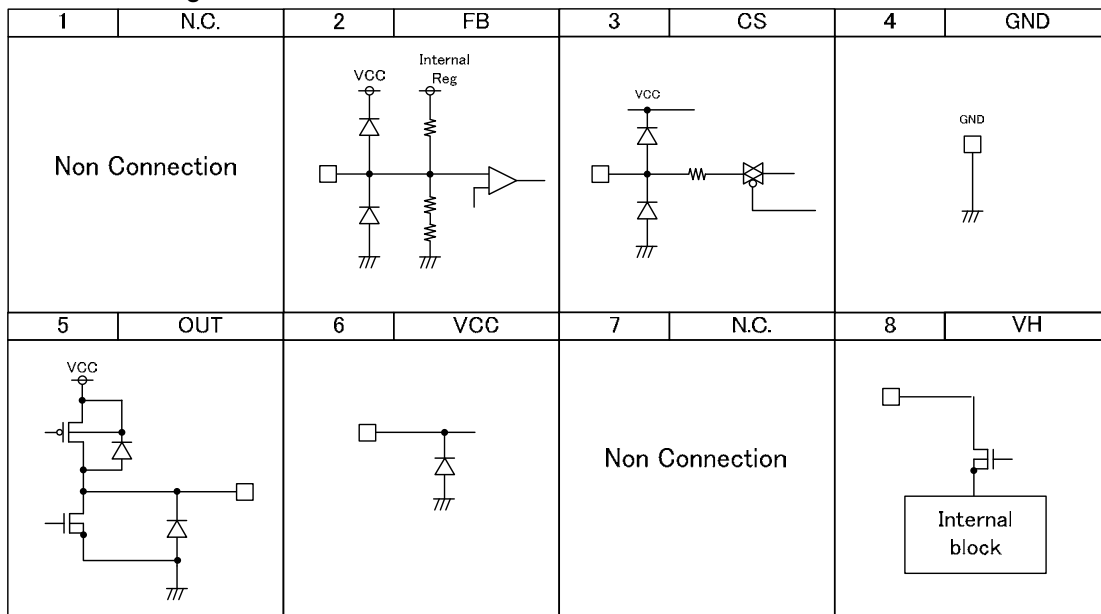 1 N.C. 2 FB 3 CS 4 GND
Non Connection
VCC
Internal
Reg
VCC
GND
5 OUT 6 VCC 7 N.C. 8 VH
VCC
Non Connection
Internal
block